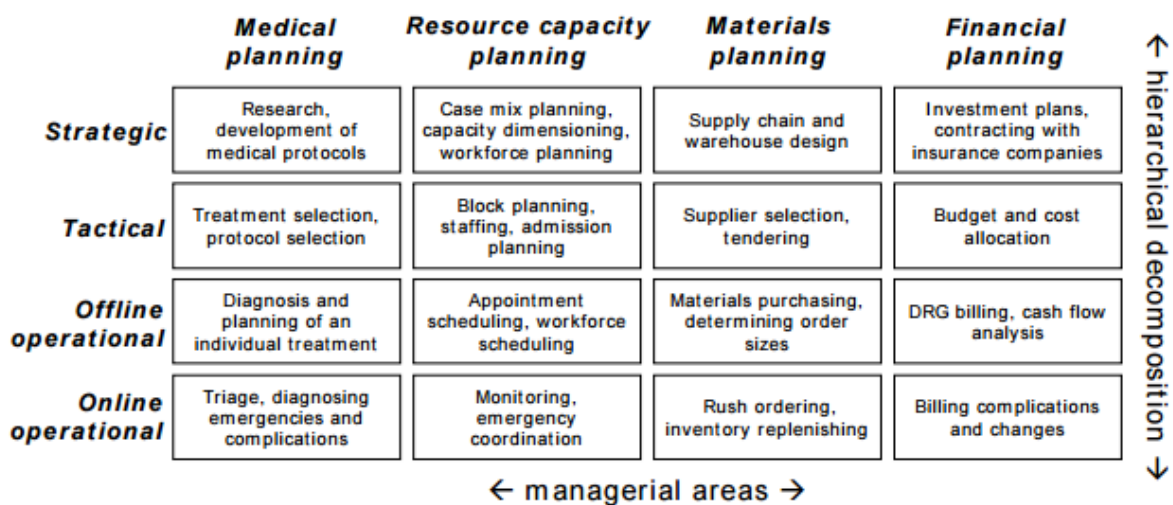 Medical planning
Resource capacity planning
Materials planning
Financial planning
Strategic
Research,
development of
medical protocols
Case mix planning,
capacity dimensioning,
workforce planning
Supply chain and
warehouse design
Investment plans,
contracting with
insurance companies
Tactical
Treatment selection,
protocol selection
Block planning,
staffing, admission
planning
Supplier selection,
tendering
Budget and cost
allocation
Offline
operational
Diagnosis and
planning of an
individual treatment
Appointment
scheduling, workforce
scheduling
Materials purchasing,
determining order
sizes
DRG billing, cash flow
analysis
Online
operational
Triage, diagnosing
emergencies and
complications
Monitoring,
emergency
coordination
Rush ordering,
inventory replenishing
Billing complications
and changes
← managerial areas →
← hierarchical decomposition →